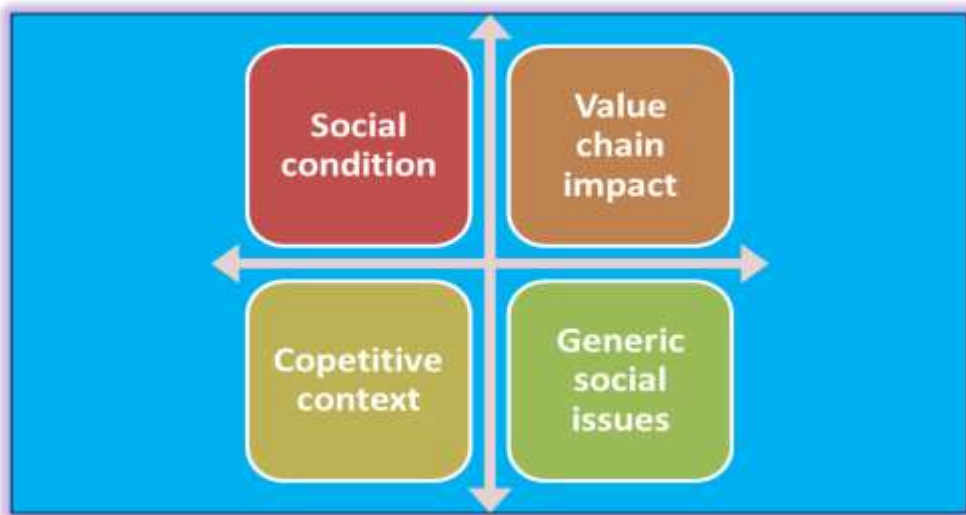 Social
condition
Value
chain
impact
Copetitive
context
Generic
social
issues